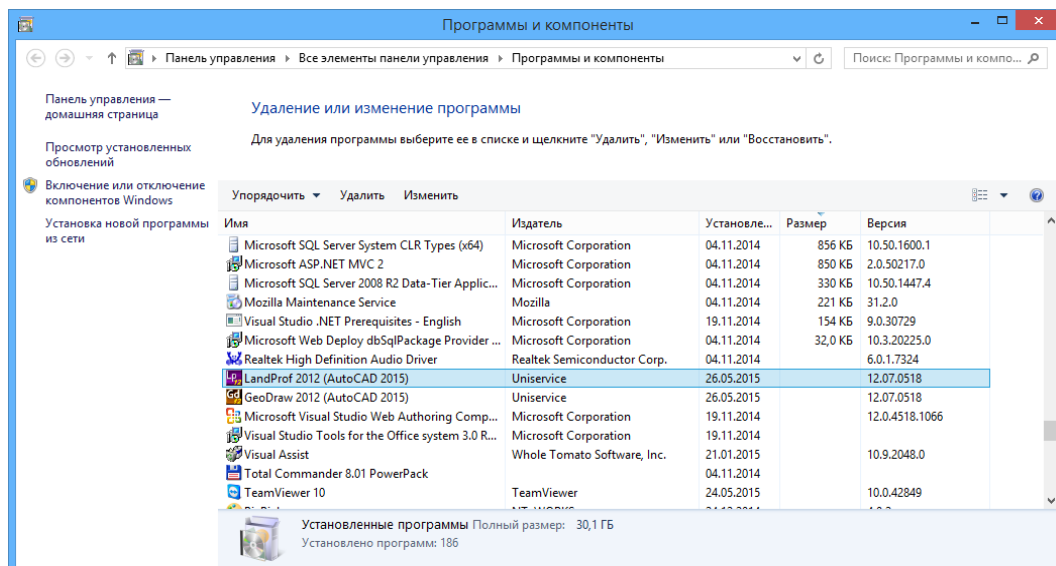 Программы и компоненты
Панель управления Все элементы панели управления Программы и компоненты Поиск: Программы и компо...
Панель управления —
домашняя страница
Просмотр установленных
обновлений
Включение или отключение
компонентов Windows
Установка новой программы
из сети
Удаление или изменение программы
Для удаления программы выберите ее в списке и щелкните "Удалить", "Изменить" или "Восстановить".
Упорядочить Удалить Изменить
Имя Издатель Установле... Размер Версия
Microsoft SQL Server System CLR Types (x64) Microsoft Corporation 04.11.2014 856 КБ 10.50.1600.1
Microsoft ASP.NET MVC 2 Microsoft Corporation 04.11.2014 850 КБ 2.0.50217.0
Microsoft SQL Server 2008 R2 Data-Tier Applic... Microsoft Corporation 04.11.2014 330 КБ 10.50.1447.4
Mozilla Maintenance Service Mozilla 04.11.2014 221 КБ 31.2.0
Visual Studio .NET Prerequisites - English Microsoft Corporation 19.11.2014 154 КБ 9.0.30729
Microsoft Web Deploy dbSqlPackage Provider ... Microsoft Corporation 04.11.2014 32,0 КБ 10.3.20225.0
Realtek High Definition Audio Driver Realtek Semiconductor Corp. 04.11.2014 6.0.1.7324
LandProf 2012 (AutoCAD 2015) Uniservice 26.05.2015 12.07.0518
GeoDraw 2012 (AutoCAD 2015) Uniservice 26.05.2015 12.07.0518
Microsoft Visual Studio Web Authoring Comp... Microsoft Corporation 19.11.2014 12.0.4518.1066
Visual Studio Tools for the Office system 3.0 R... Microsoft Corporation 19.11.2014
Visual Assist Whole Tomato Software, Inc. 21.01.2015 10.9.2048.0
Total Commander 8.01 PowerPack 04.11.2014
TeamViewer 10 TeamViewer 24.05.2015 10.0.42849
Установленные программы Полный размер: 30,1 ГБ
Установлено программ: 186